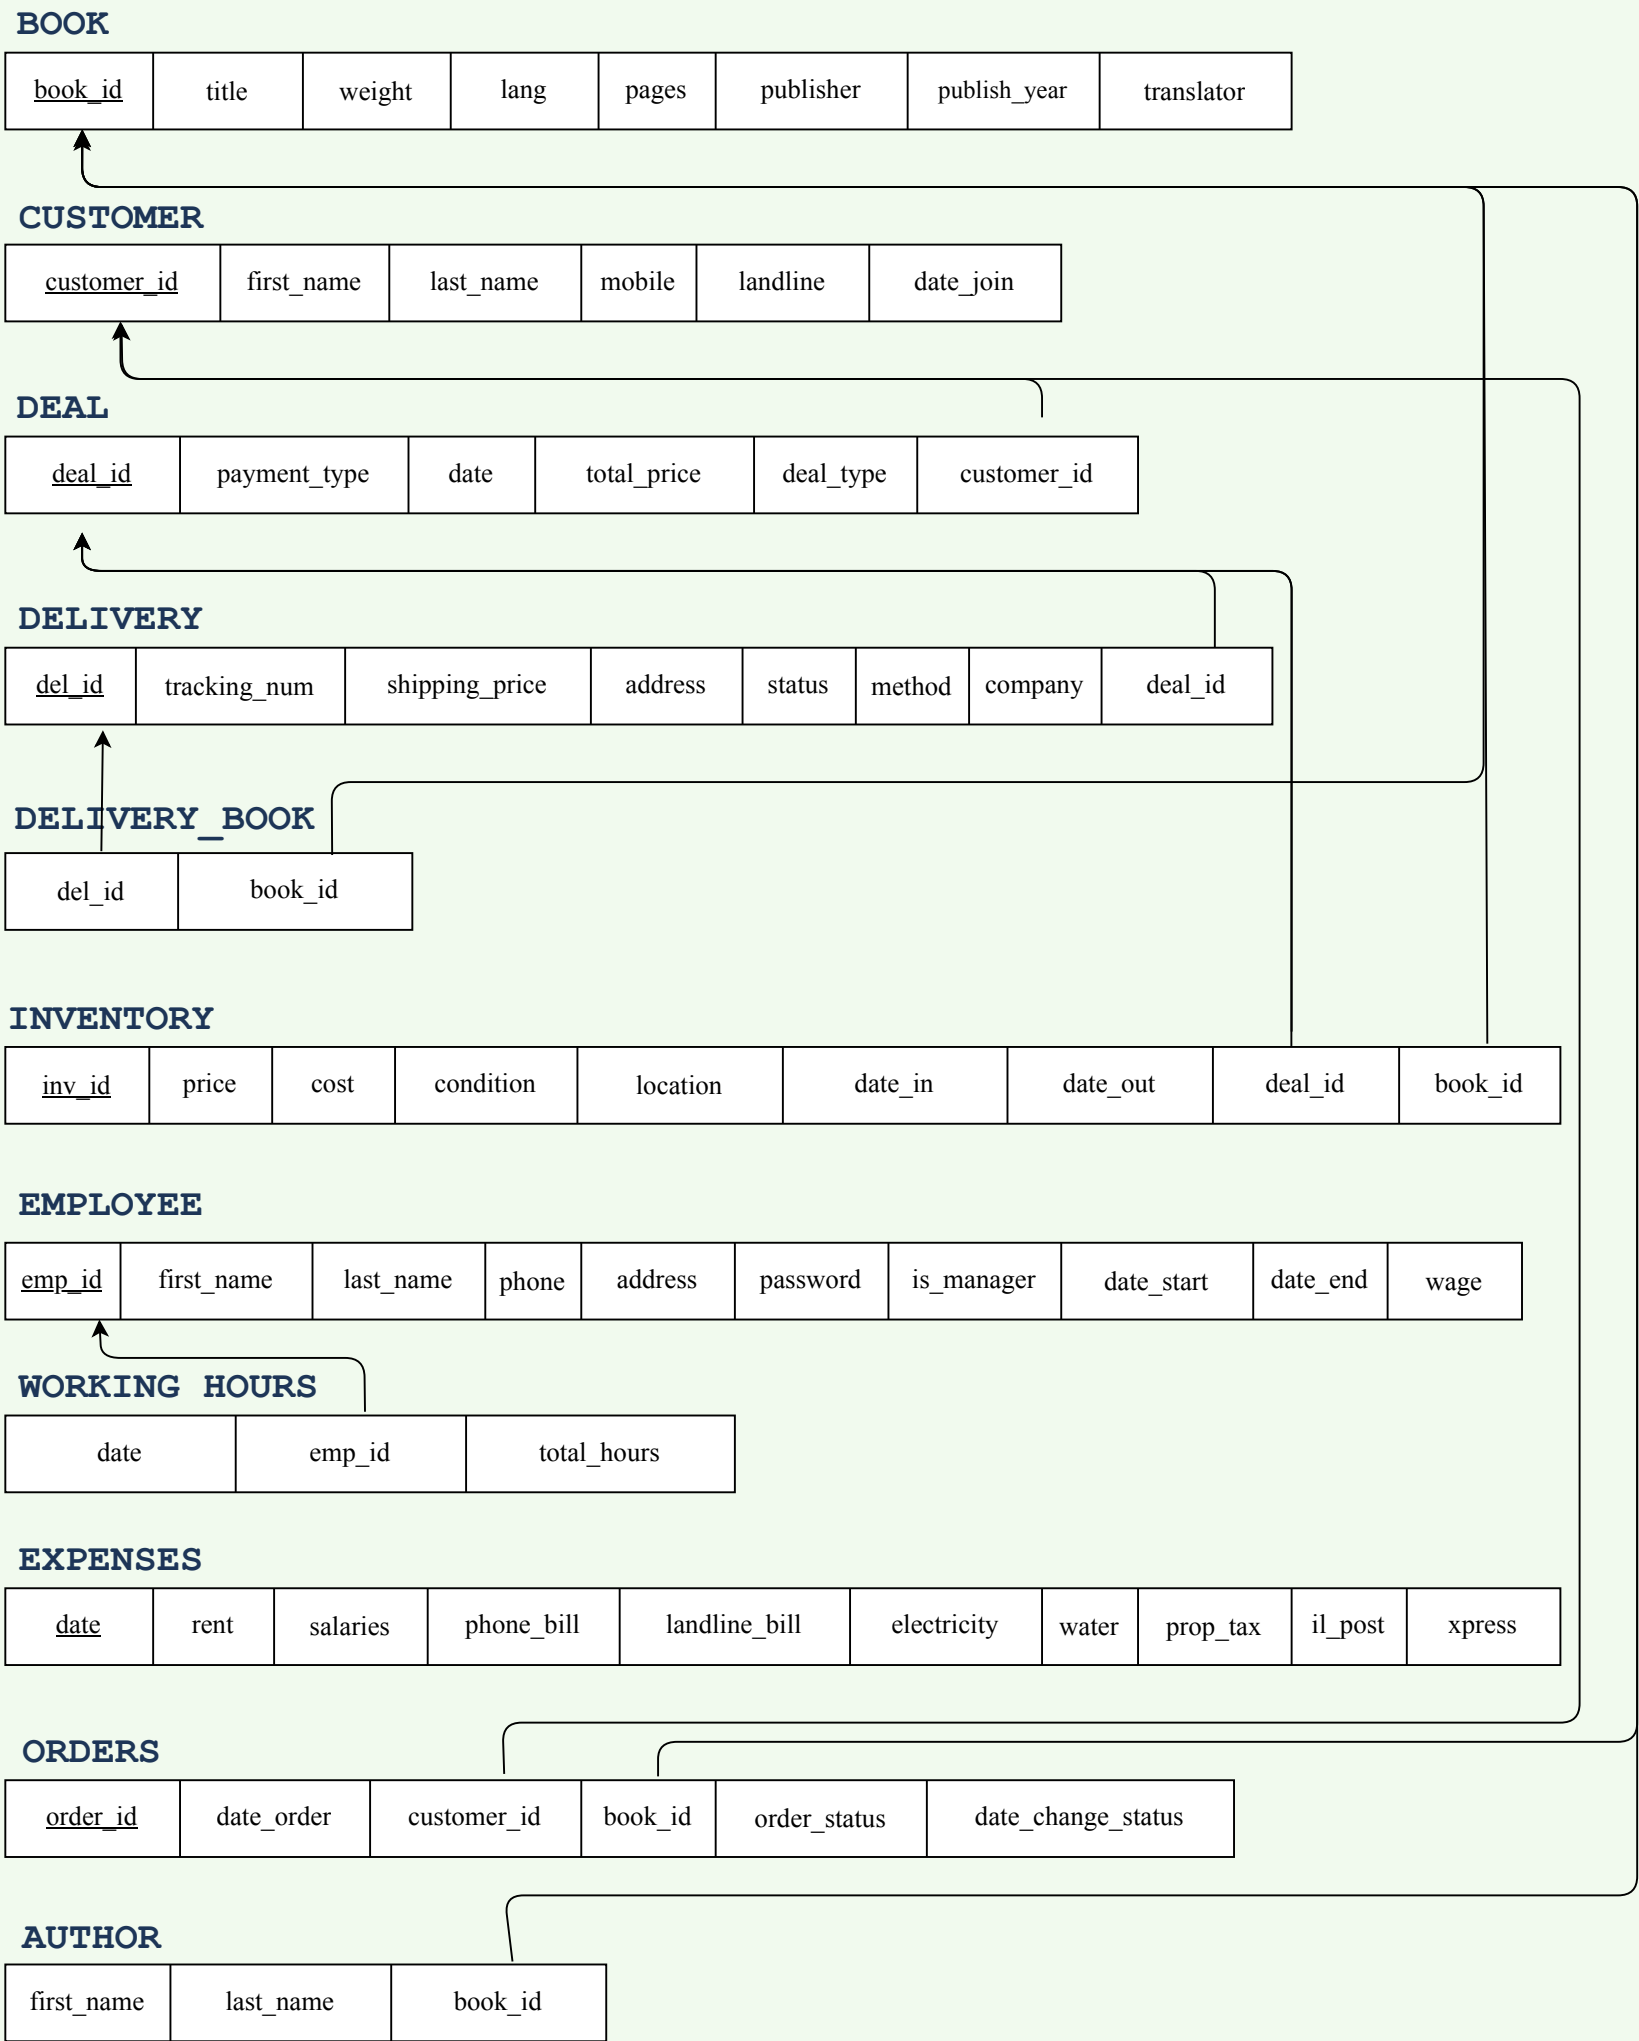 BOOK
book_id title weight lang pages publisher publish_year translator
CUSTOMER
customer_id first_name last_name mobile landline date_join
DEAL
deal_id payment_type date total_price deal_type customer_id
DELIVERY
del_id tracking_num shipping_price address status method company deal_id
DELIVERY_BOOK
del_id book_id
INVENTORY
inv_id price cost condition location date_in date_out deal_id book_id
EMPLOYEE
emp_id first_name last_name phone address password is_manager date_start date_end wage
WORKING HOURS
date emp_id total_hours
EXPENSES
date rent salaries phone_bill landline_bill electricity water prop_tax il_post xpress
ORDERS
order_id date_order customer_id book_id order_status date_change_status
AUTHOR
first_name last_name book_id